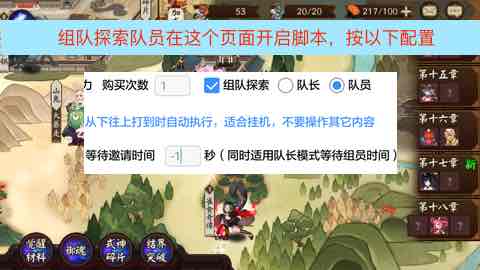 53
20/20
217/100
组队探索队员在这个页面开启脚本，按以下配置
第十五章
力 购买次数 1 组队探索 队长 队员
第十六章
从下往上打到时自动执行，适合挂机，不要操作其它内容
等待邀请时间 -1 秒（同时适用队长模式等待组员时间）
第十七章 新
第十八章
觉醒材料
御魂
式神碎片
结界突破